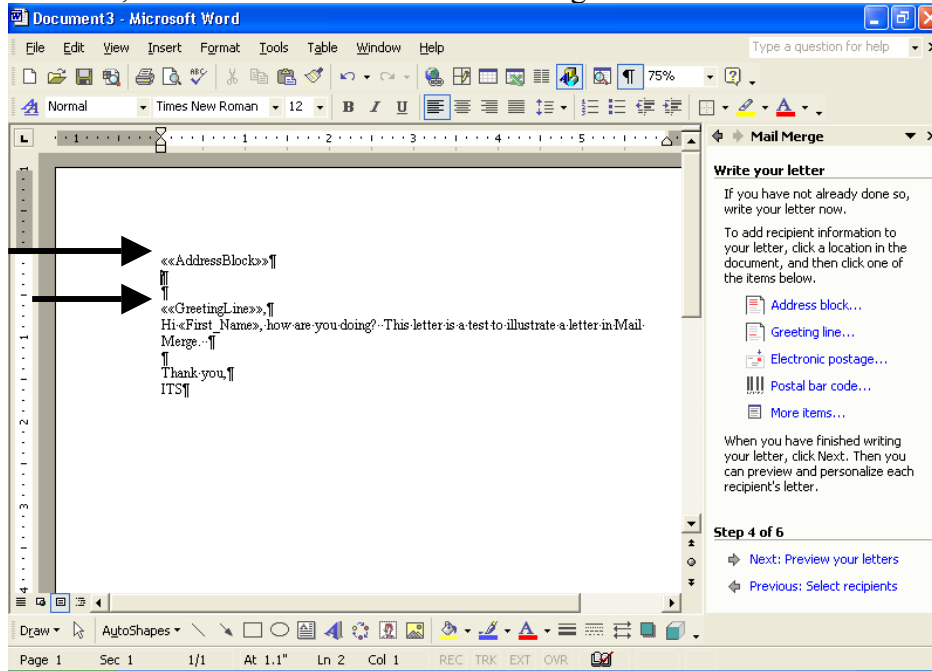 Document3 - Microsoft Word
File Edit View Insert Format Tools Table Window Help Type a question for help
75%
Normal Times New Roman 12 B I U A
L 1 1 2 3 4 5 Mail Merge
Write your letter
If you have not already done so,
write your letter now.
To add recipient information to
your letter, click a location in the
document, and then click one of
the items below.
Address block...
Greeting line...
Electronic postage...
Postal bar code...
More items...
When you have finished writing
your letter, click Next. Then you
can preview and personalize each
recipient's letter.
Step 4 of 6
Next: Preview your letters
Previous: Select recipients
««AddressBlock»»¶
¶
¶
««GreetingLine»»,¶
Hi·«First_Name»,·how·are·you·doing?··This·letter·is·a·test·to·illustrate·a·letter·in·Mail·
Merge.··¶
¶
Thank·you,¶
ITS¶
Draw AutoShapes A
Page 1 Sec 1 1/1 At 1.1" Ln 2 Col 1 REC TRK EXT OVR